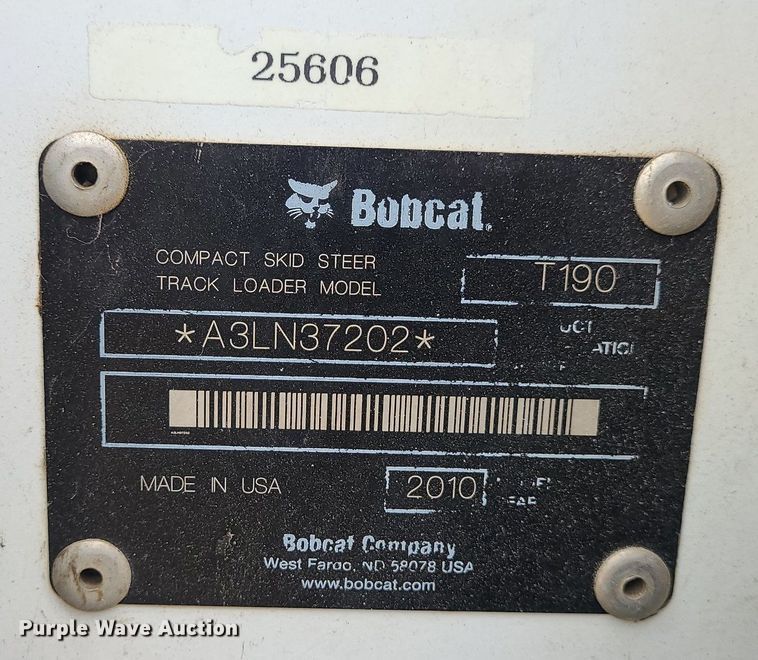 25606
Bobcat
COMPACT SKID STEER
TRACK LOADER MODEL
T190
*A3LN37202*
MADE IN USA
2010
Bobcat Company
West Fargo, ND 58078 USA
www.bobcat.com
Purple Wave Auction